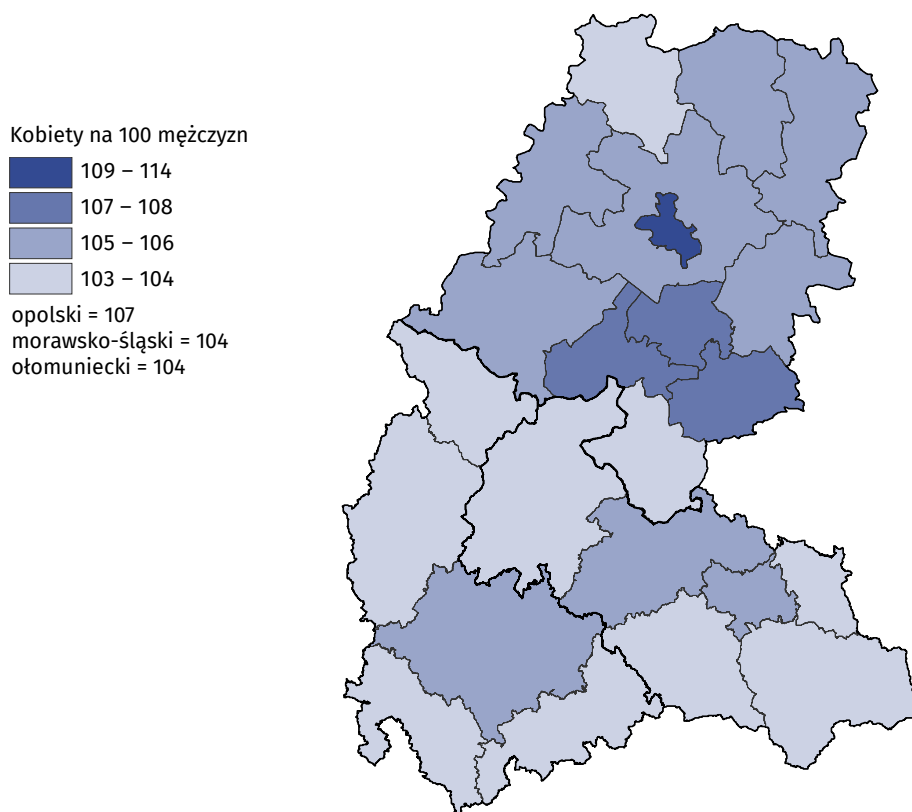 Kobiety na 100 mężczyzn
109 – 114
107 – 108
105 – 106
103 – 104
opolski = 107
morawsko-śląski = 104
ołomuniecki = 104